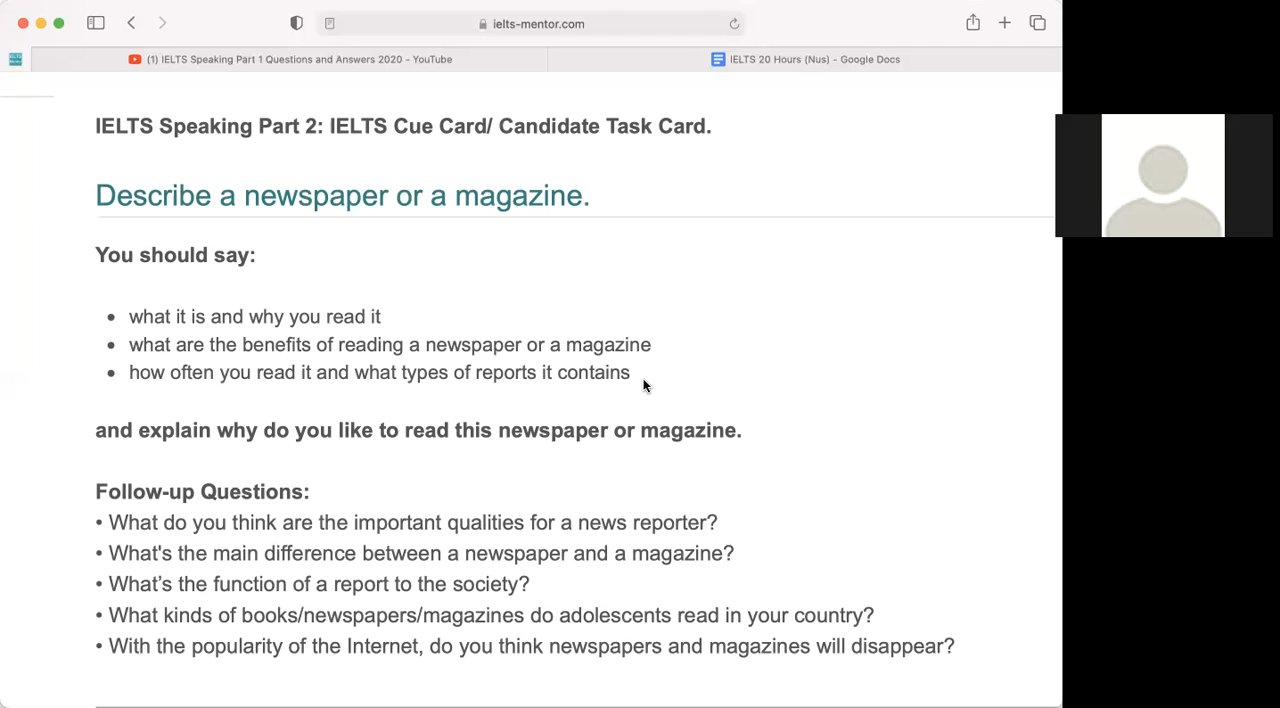 ielts-mentor.com
(1) IELTS Speaking Part 1 Questions and Answers 2020 - YouTube
IELTS 20 Hours (Nus) - Google Docs
IELTS Speaking Part 2: IELTS Cue Card/ Candidate Task Card.
Describe a newspaper or a magazine.
You should say:
• what it is and why you read it
• what are the benefits of reading a newspaper or a magazine
• how often you read it and what types of reports it contains
and explain why do you like to read this newspaper or magazine.
Follow-up Questions:
• What do you think are the important qualities for a news reporter?
• What's the main difference between a newspaper and a magazine?
• What’s the function of a report to the society?
• What kinds of books/newspapers/magazines do adolescents read in your country?
• With the popularity of the Internet, do you think newspapers and magazines will disappear?